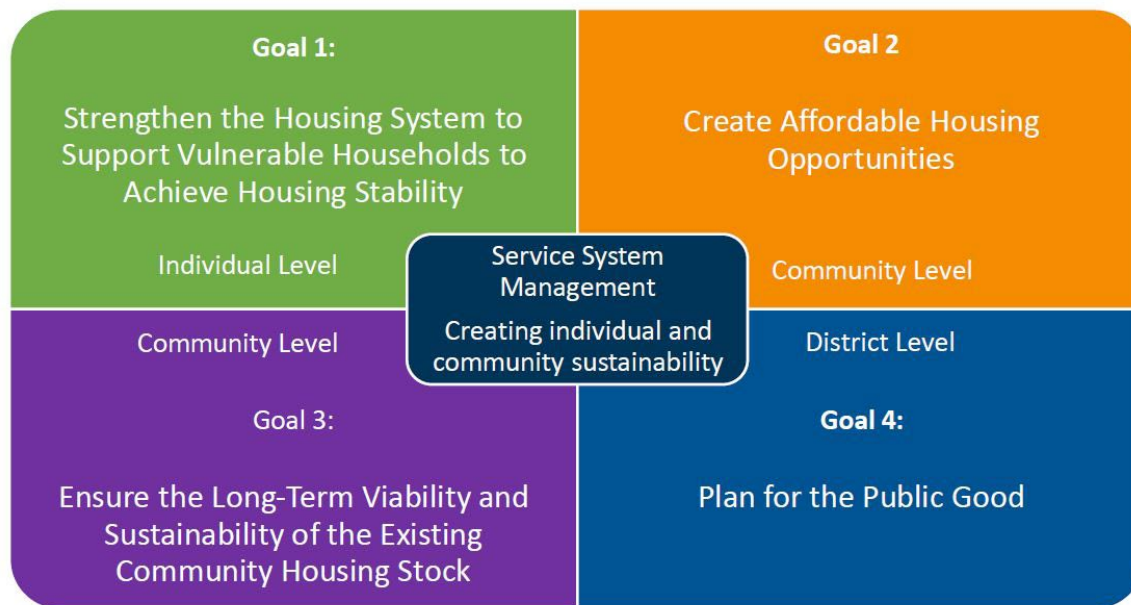 Goal 1:
Strengthen the Housing System to
Support Vulnerable Households to
Achieve Housing Stability
Individual Level
Goal 2
Create Affordable Housing
Opportunities
Community Level
Service System
Management
Creating individual and
community sustainability
Community Level
Goal 3:
Ensure the Long-Term Viability and
Sustainability of the Existing
Community Housing Stock
District Level
Goal 4:
Plan for the Public Good